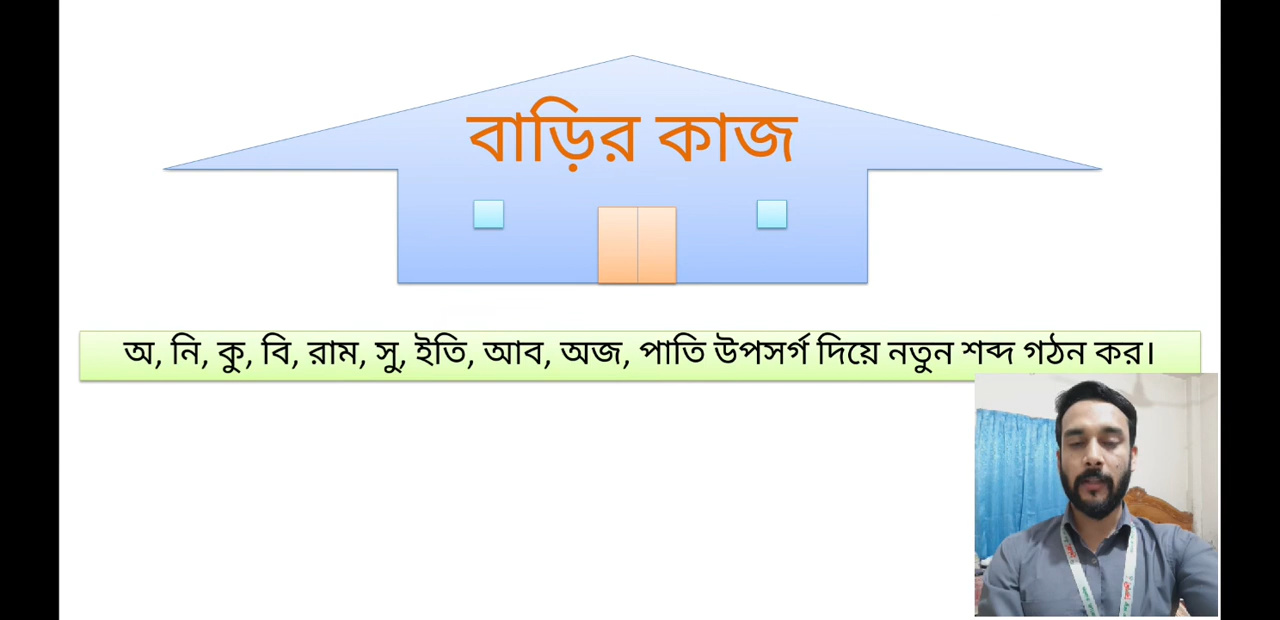 বাড়ির কাজ
অ, নি, কু, বি, রাম, সু, ইতি, আব, অজ, পাতি উপসর্গ দিয়ে নতুন শব্দ গঠন কর।